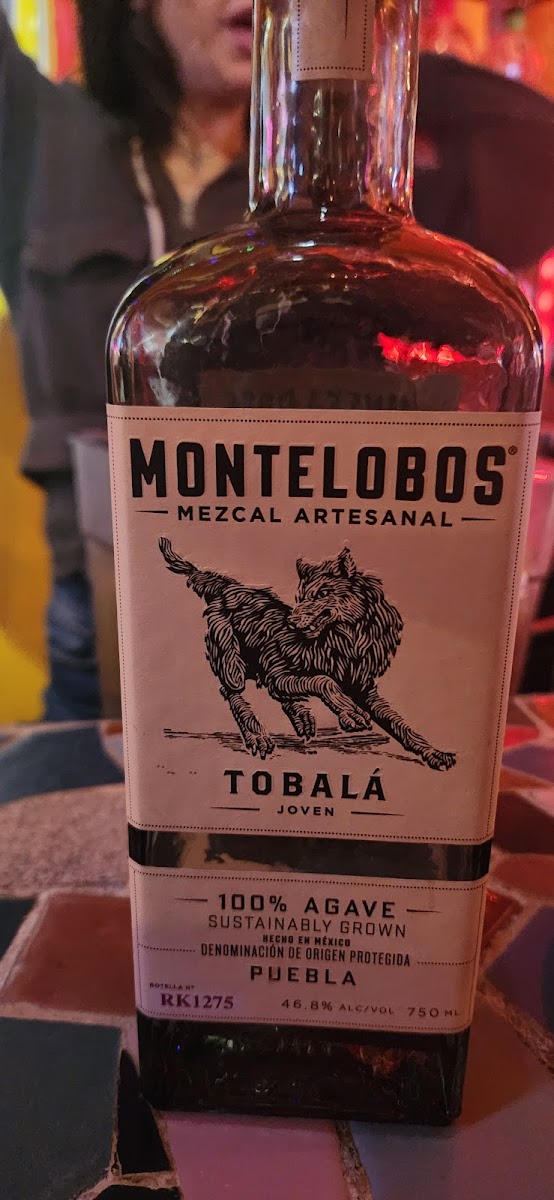 MONTELOBOS®
MEZCAL ARTESANAL
TOBALÁ
JOVEN
100% AGAVE
SUSTAINABLY GROWN
HECHO EN MÉXICO
DENOMINACIÓN DE ORIGEN PROTEGIDA
PUEBLA
BOTELLA Nº
RK1275
46.8% ALC/VOL 750 ML